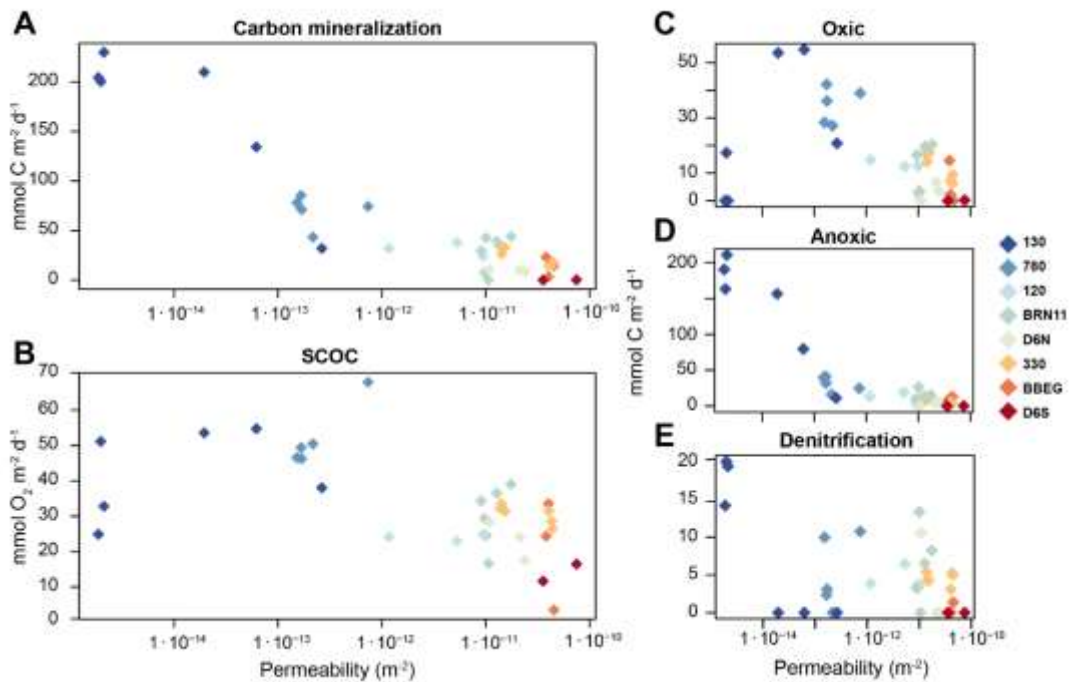 A
Carbon mineralization
mmol C m⁻² d⁻¹
200
150
100
50
0
1·10⁻¹⁴ 1·10⁻¹³ 1·10⁻¹² 1·10⁻¹¹ 1·10⁻¹⁰
B
SCOC
mmol O₂ m⁻² d⁻¹
70
60
50
40
30
20
10
0
1·10⁻¹⁴ 1·10⁻¹³ 1·10⁻¹² 1·10⁻¹¹ 1·10⁻¹⁰
Permeability (m⁻²)
C
Oxic
50
30
10
0
D
Anoxic
mmol C m⁻² d⁻¹
200
100
50
0
E
Denitrification
20
15
10
5
0
1·10⁻¹⁴ 1·10⁻¹² 1·10⁻¹⁰
Permeability (m⁻²)
130
780
120
BRN11
D6N
330
BBEG
D6S